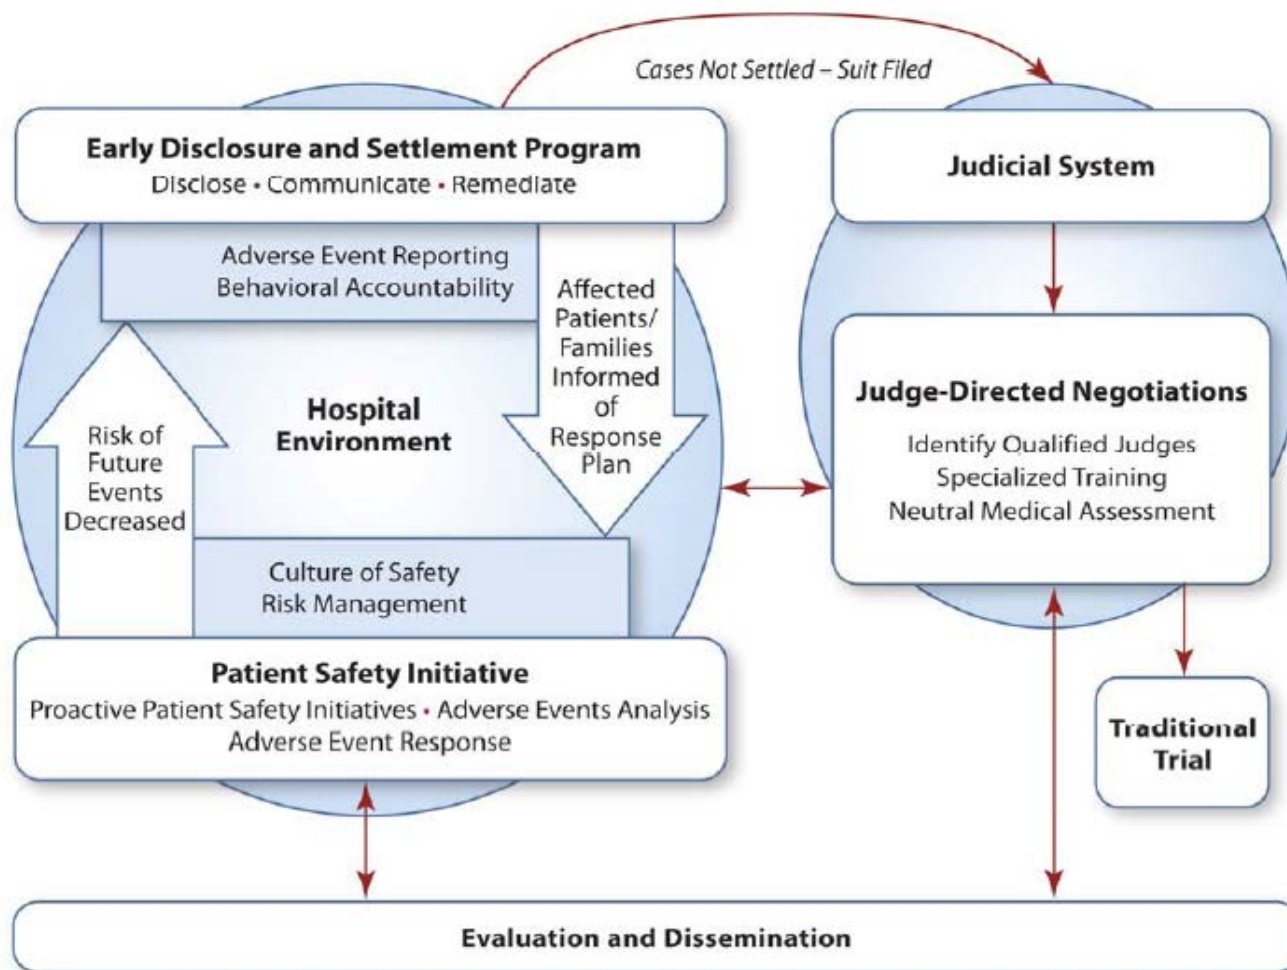 Cases Not Settled – Suit Filed
Early Disclosure and Settlement Program
Disclose • Communicate • Remediate
Adverse Event Reporting
Behavioral Accountability
Affected
Patients/
Families
Informed
of
Response
Plan
Hospital
Environment
Risk of
Future
Events
Decreased
Culture of Safety
Risk Management
Patient Safety Initiative
Proactive Patient Safety Initiatives • Adverse Events Analysis
Adverse Event Response
Judicial System
Judge-Directed Negotiations
Identify Qualified Judges
Specialized Training
Neutral Medical Assessment
Traditional
Trial
Evaluation and Dissemination